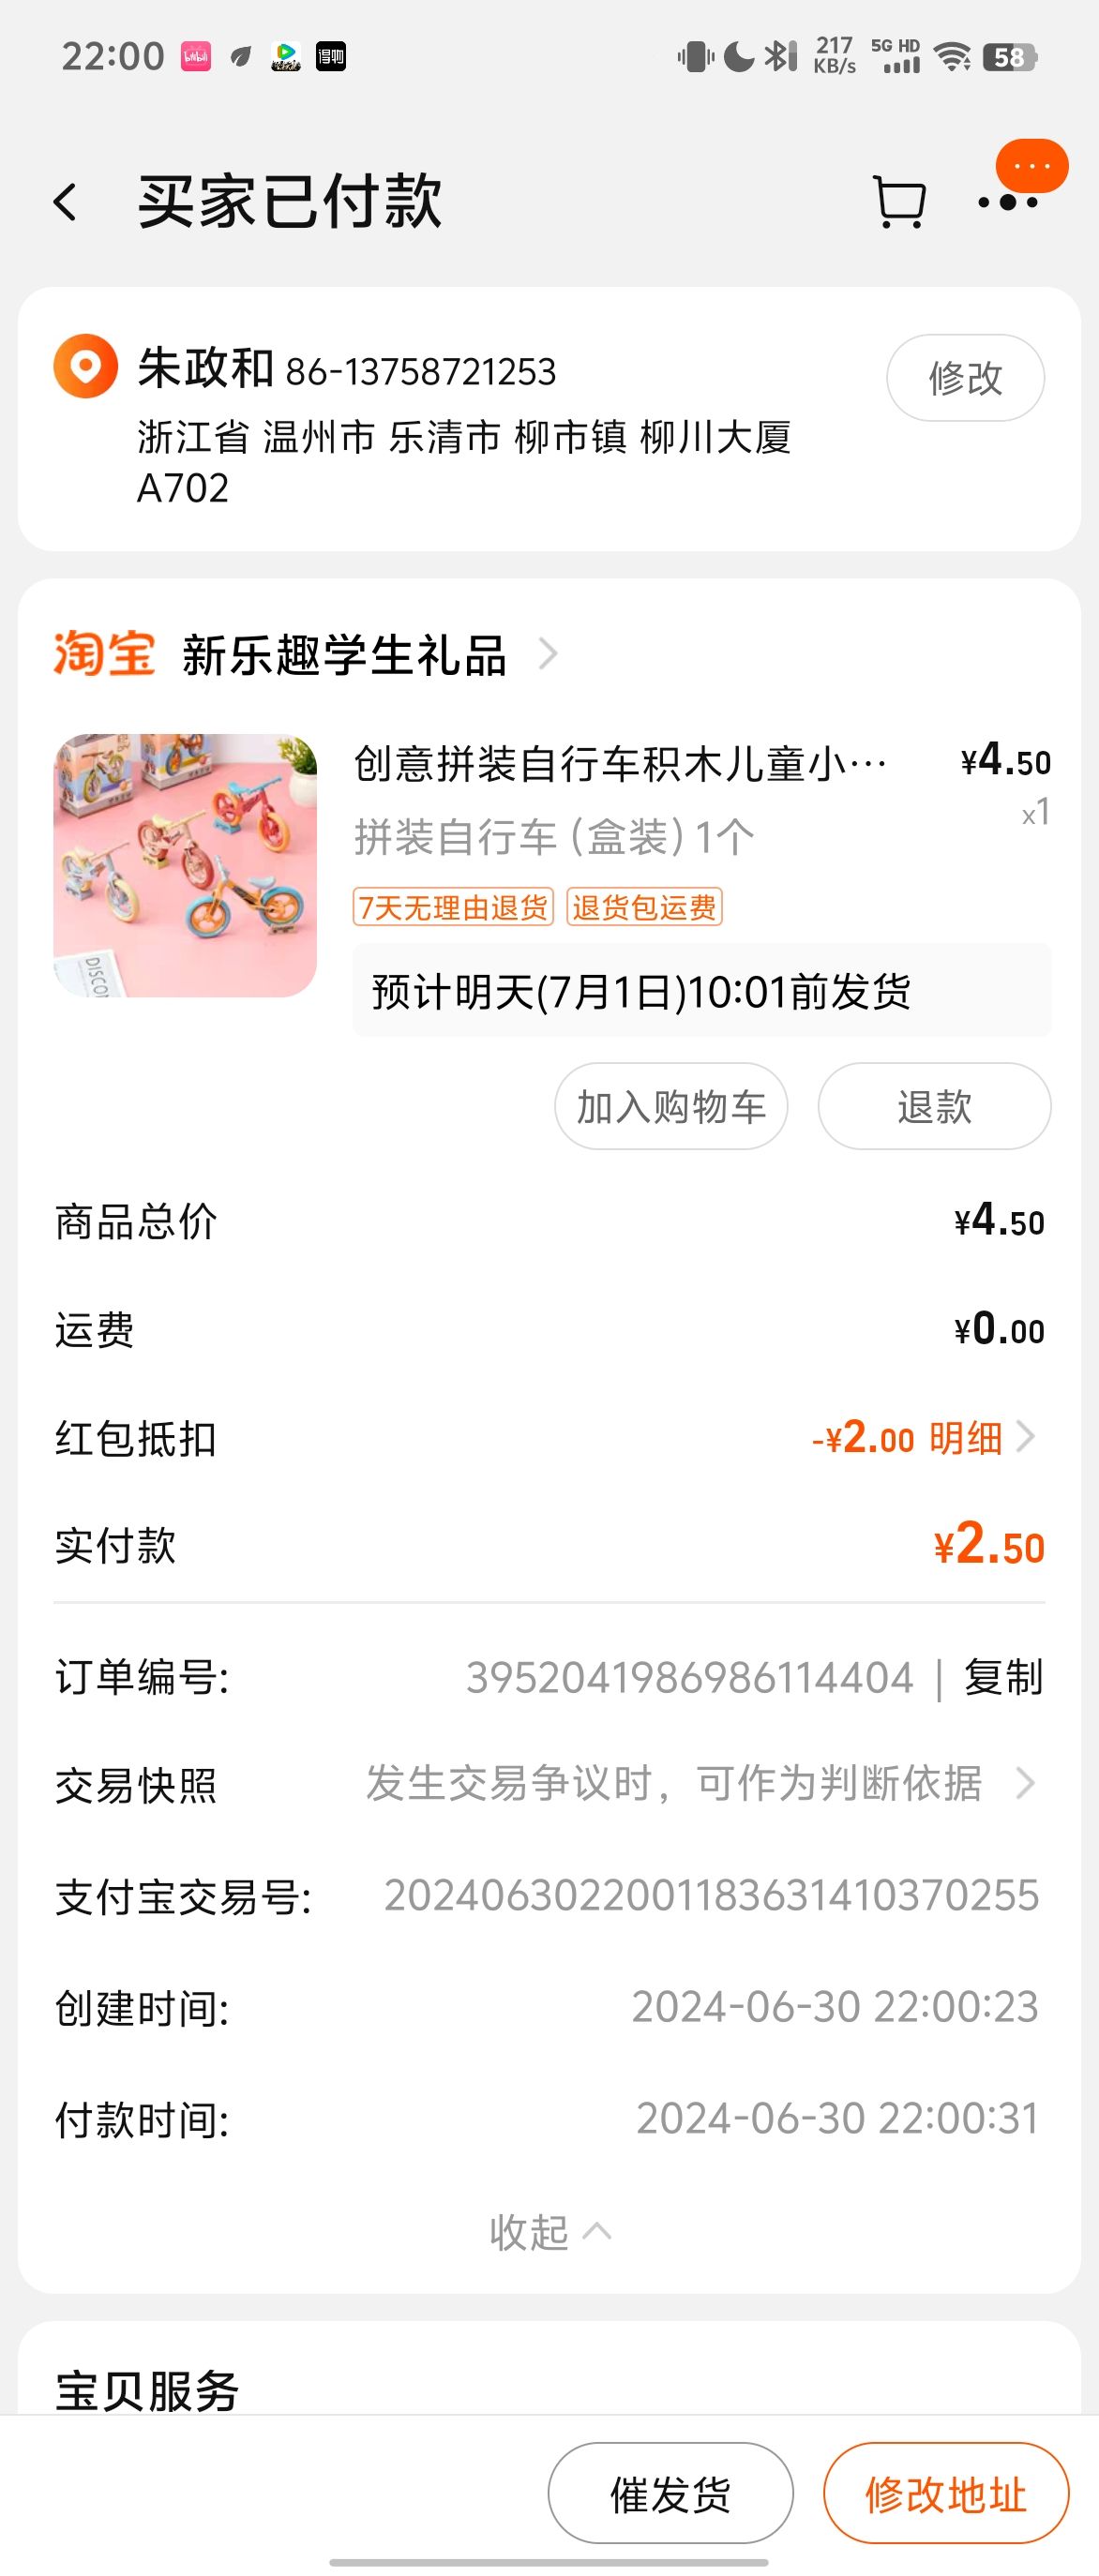 22:00 bilibili 得物 217 KB/s 5G HD 58
买家已付款
朱政和 86-13758721253
修改
浙江省 温州市 乐清市 柳市镇 柳川大厦
A702
淘宝 新乐趣学生礼品
创意拼装自行车积木儿童小… ¥4.50
拼装自行车 (盒装) 1个 x1
7天无理由退货 退货包运费
DISCO
预计明天(7月1日)10:01前发货
加入购物车 退款
商品总价 ¥4.50
运费 ¥0.00
红包抵扣 -¥2.00 明细
实付款 ¥2.50
订单编号: 3952041986986114404 | 复制
交易快照 发生交易争议时，可作为判断依据
支付宝交易号: 2024063022001183631410370255
创建时间: 2024-06-30 22:00:23
付款时间: 2024-06-30 22:00:31
收起
宝贝服务
催发货 修改地址